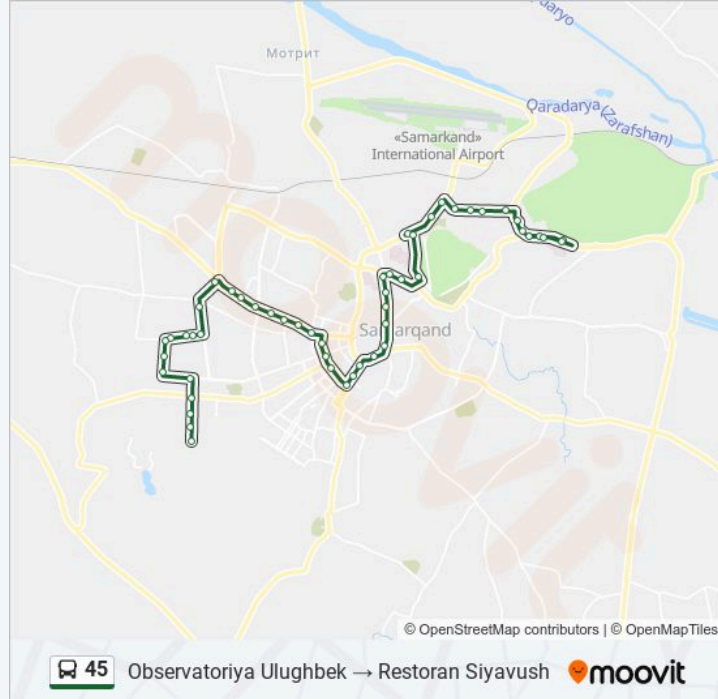 daryo
Мотрит
Qaradarya (Zarafshan)
«Samarkand»
International Airport
Samarqand
© OpenStreetMap contributors | © OpenMapTiles
45
Observatoriya Ulughbek → Restoran Siyavush
moovit